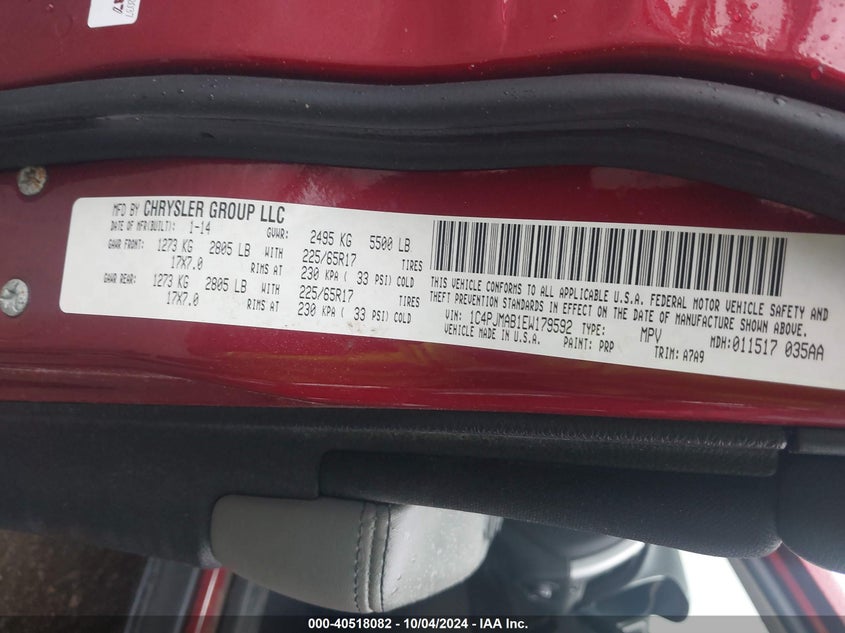 MFD BY CHRYSLER GROUP LLC
DATE OF MFR(BUILT): 1-14 GVWR: 2495 KG 5500 LB
GAWR FRONT: 1273 KG 2805 LB WITH 225/65R17 TIRES
17X7.0 RIMS AT 230 KPA ( 33 PSI) COLD
GAWR REAR: 1273 KG 2805 LB WITH 225/65R17 TIRES
17X7.0 RIMS AT 230 KPA ( 33 PSI) COLD
THIS VEHICLE CONFORMS TO ALL APPLICABLE U.S.A. FEDERAL MOTOR VEHICLE SAFETY AND
THEFT PREVENTION STANDARDS IN EFFECT ON THE DATE OF MANUFACTURE SHOWN ABOVE.
VIN: 1C4PJMAB1EW179592 TYPE: MPV MDH:011517 035AA
VEHICLE MADE IN U.S.A. PAINT: PRP TRIM: A7A9
000-40518082 - 10/04/2024 - IAA Inc.